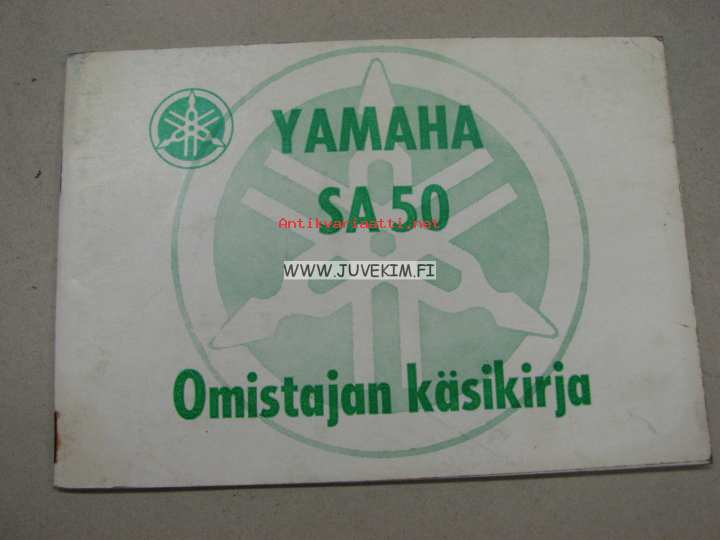 YAMAHA
SA 50
Antikvariaatti.net
WWW.JUVEKIM.FI
Omistajan käsikirja